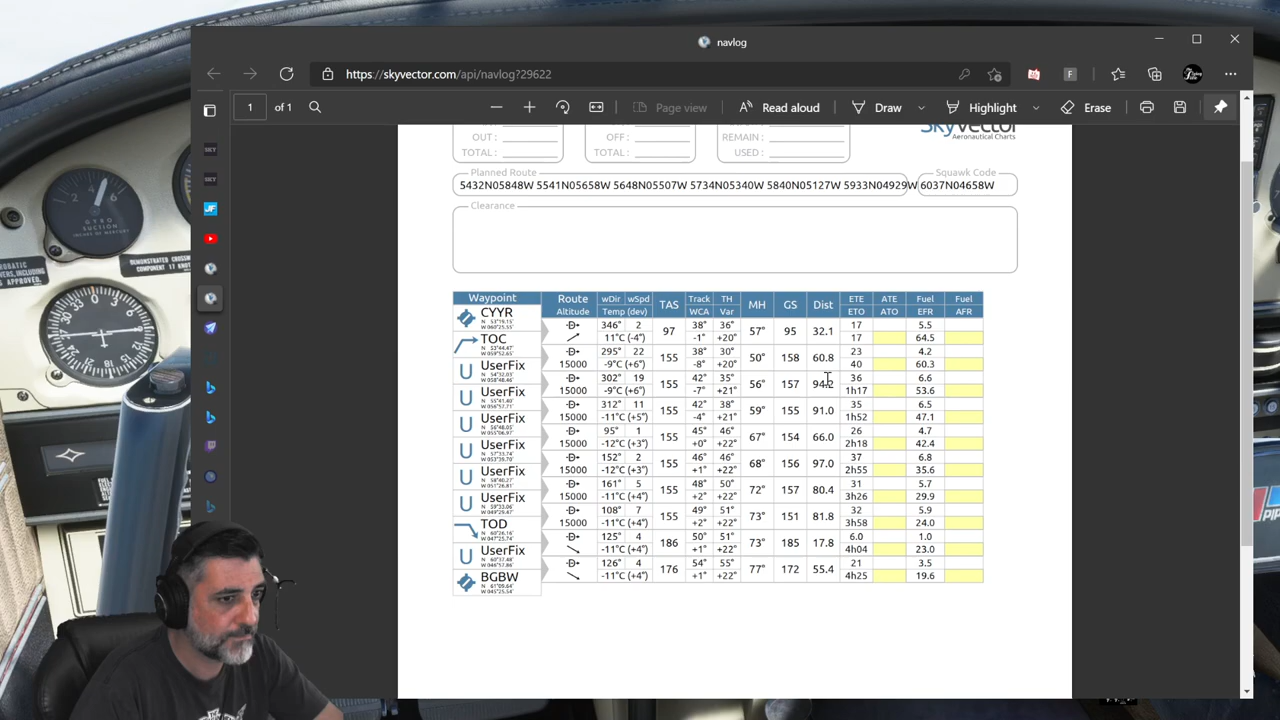 navlog
https://skyvector.com/api/navlog?29622
1 of 1 Page view Read aloud Draw Highlight Erase
OUT: OFF: REMAIN:
TOTAL: TOTAL: USED:
SkyVector
Aeronautical Charts
Planned Route Squawk Code
5432N05848W 5541N05658W 5648N05507W 5734N05340W 5840N05127W 5933N04929W 6037N04658W
Clearance
Waypoint Route wDir wSpd TAS Track TH MH GS Dist ETE ATE Fuel Fuel
Altitude Temp (dev) WCA Var ETO ATO EFR AFR
CYYR
346° 2 97 38° 36° 57° 95 32.1 17 5.5
11°C (-4°) -1° +20° 17 64.5
TOC
295° 22 155 38° 30° 50° 158 60.8 23 4.2
15000 -9°C (+6°) -8° +20° 40 60.3
UserFix
302° 19 155 42° 35° 56° 157 94.2 36 6.6
15000 -9°C (+6°) -7° +21° 1h17 53.6
UserFix
312° 11 155 42° 38° 59° 155 91.0 35 6.5
15000 -11°C (+5°) -4° +21° 1h52 47.1
UserFix
95° 1 155 45° 46° 67° 154 66.0 26 4.7
15000 -12°C (+3°) +0° +22° 2h18 42.4
UserFix
152° 2 155 46° 46° 68° 156 97.0 37 6.8
15000 -12°C (+3°) +1° +22° 2h55 35.6
UserFix
161° 5 155 48° 50° 72° 157 80.4 31 5.7
15000 -11°C (+4°) +2° +22° 3h26 29.9
UserFix
108° 7 155 49° 51° 73° 151 81.8 32 5.9
15000 -11°C (+4°) +2° +22° 3h58 24.0
TOD
125° 4 186 50° 51° 73° 185 17.8 6.0 1.0
-11°C (+4°) +1° +22° 4h04 23.0
UserFix
126° 4 176 54° 55° 77° 172 55.4 21 3.5
-11°C (+4°) +1° +22° 4h25 19.6
BGBW
GYRO
SUCTION
INCHES OF MERCURY